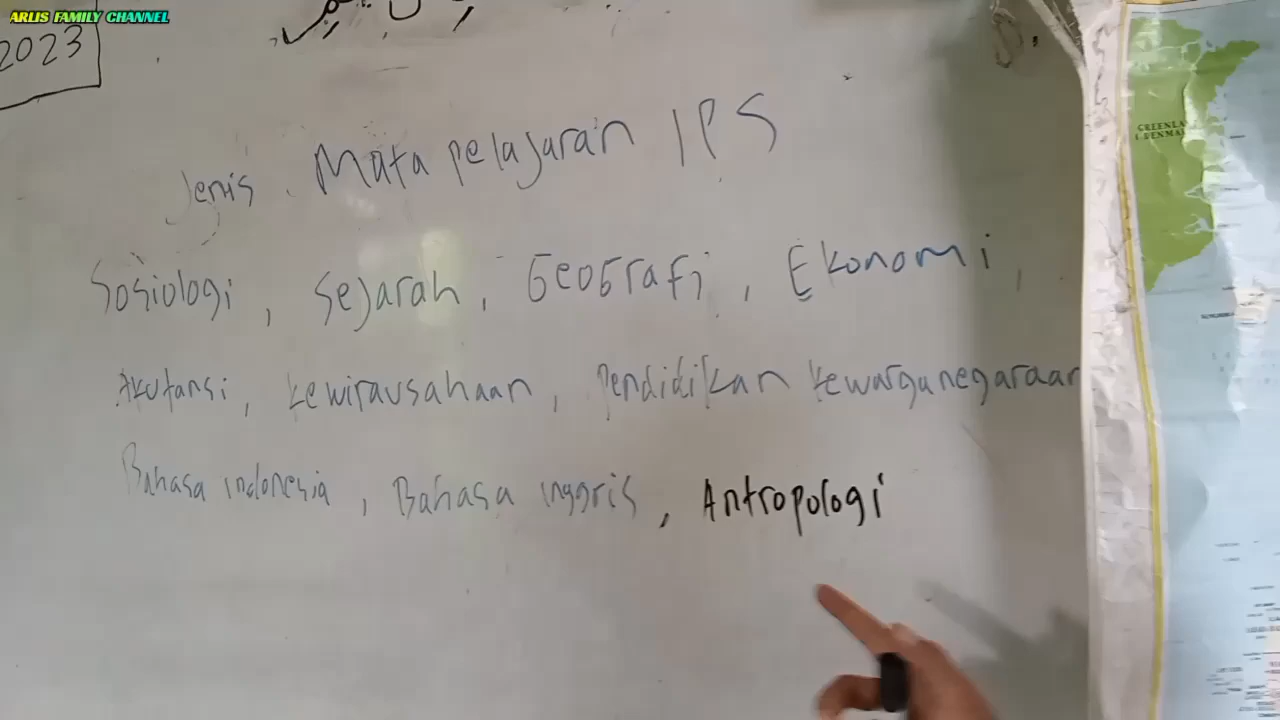 ARLIS FAMILY CHANNEL
2023
Jenis Mata pelajaran IPS
Sosiologi, Sejarah, Geografi, Ekonomi,
Akutansi, kewirausahaan, Pendidikan kewarganegaraan
Bahasa indonesia, Bahasa inggris, Antropologi